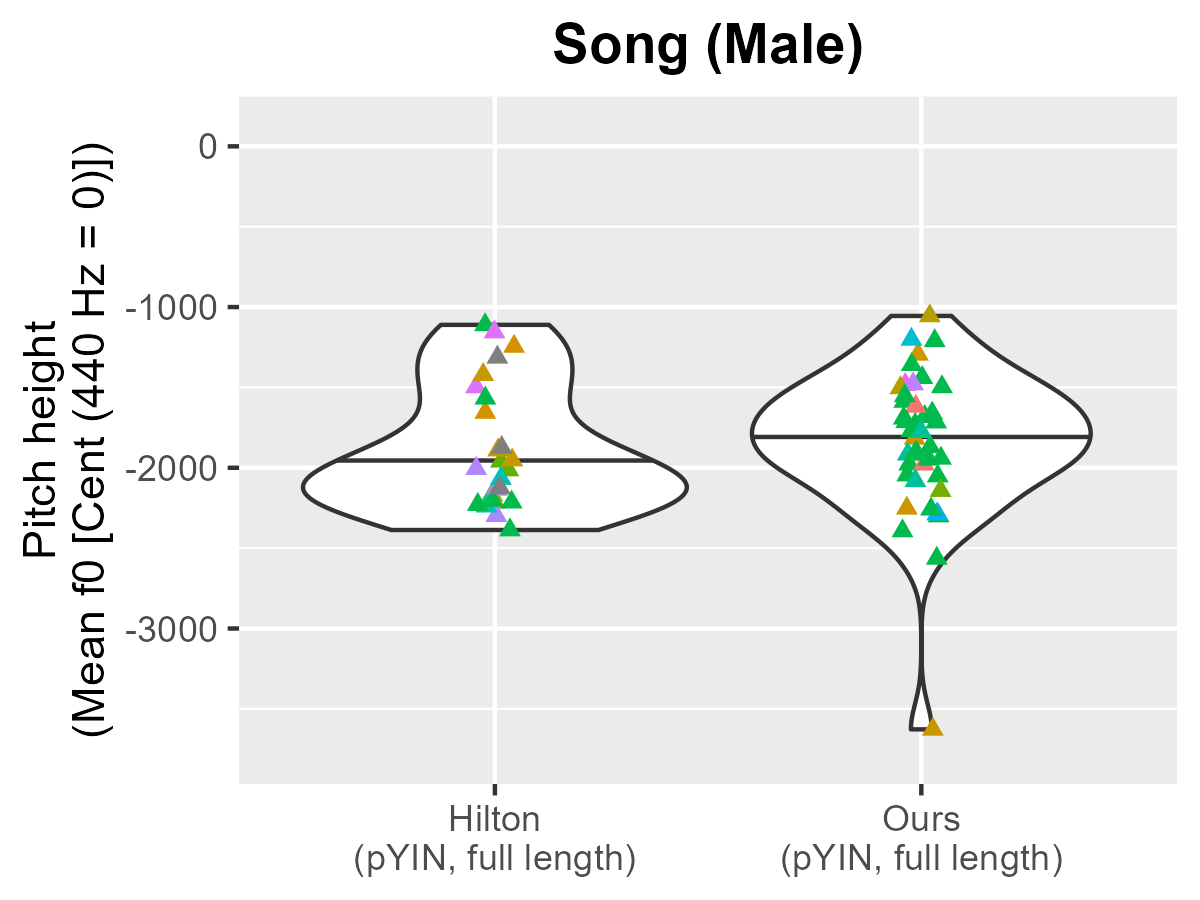 Song (Male)
Pitch height
(Mean f0 [Cent (440 Hz = 0)])
0
-1000
-2000
-3000
Hilton
(pYIN, full length)
Ours
(pYIN, full length)